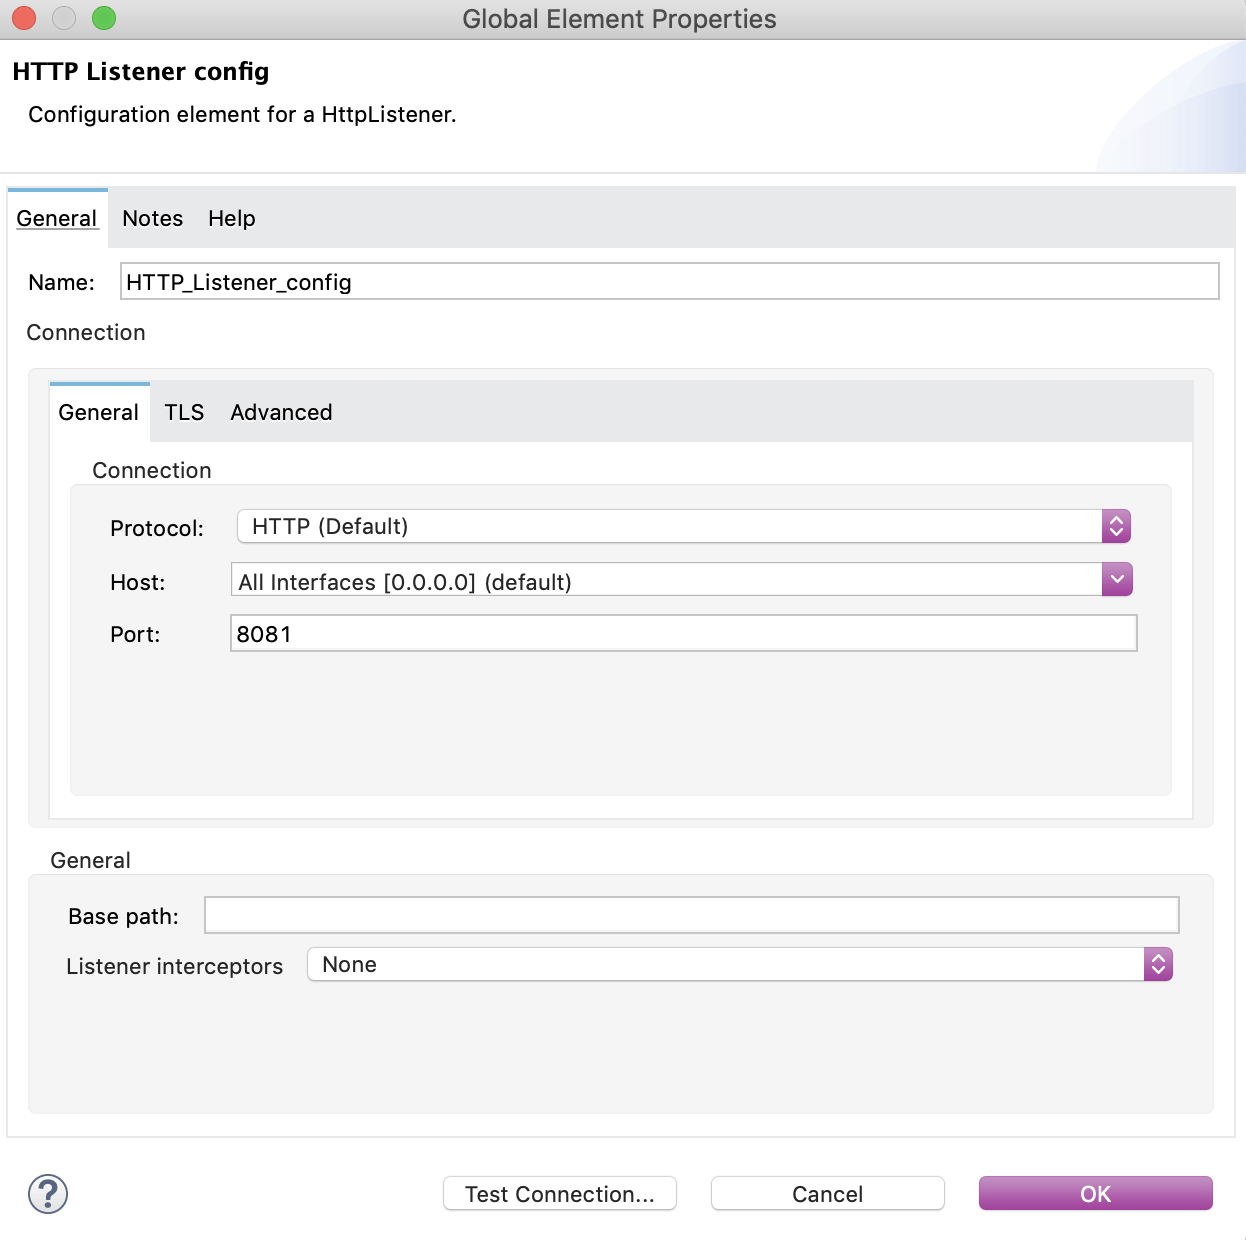 Global Element Properties
HTTP Listener config
Configuration element for a HttpListener.
General Notes Help
Name: HTTP_Listener_config
Connection
General TLS Advanced
Connection
Protocol: HTTP (Default)
Host: All Interfaces [0.0.0.0] (default)
Port: 8081
General
Base path:
Listener interceptors None
? Test Connection... Cancel OK